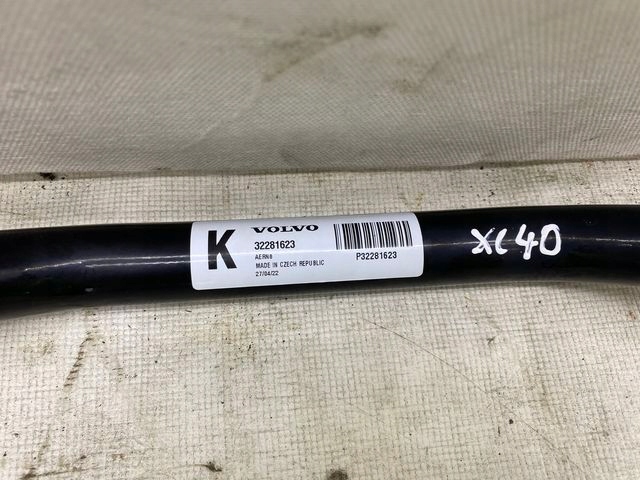 K
VOLVO
32281623
AERN8
MADE IN CZECH REPUBLIC
27/04/22
P32281623
XC40